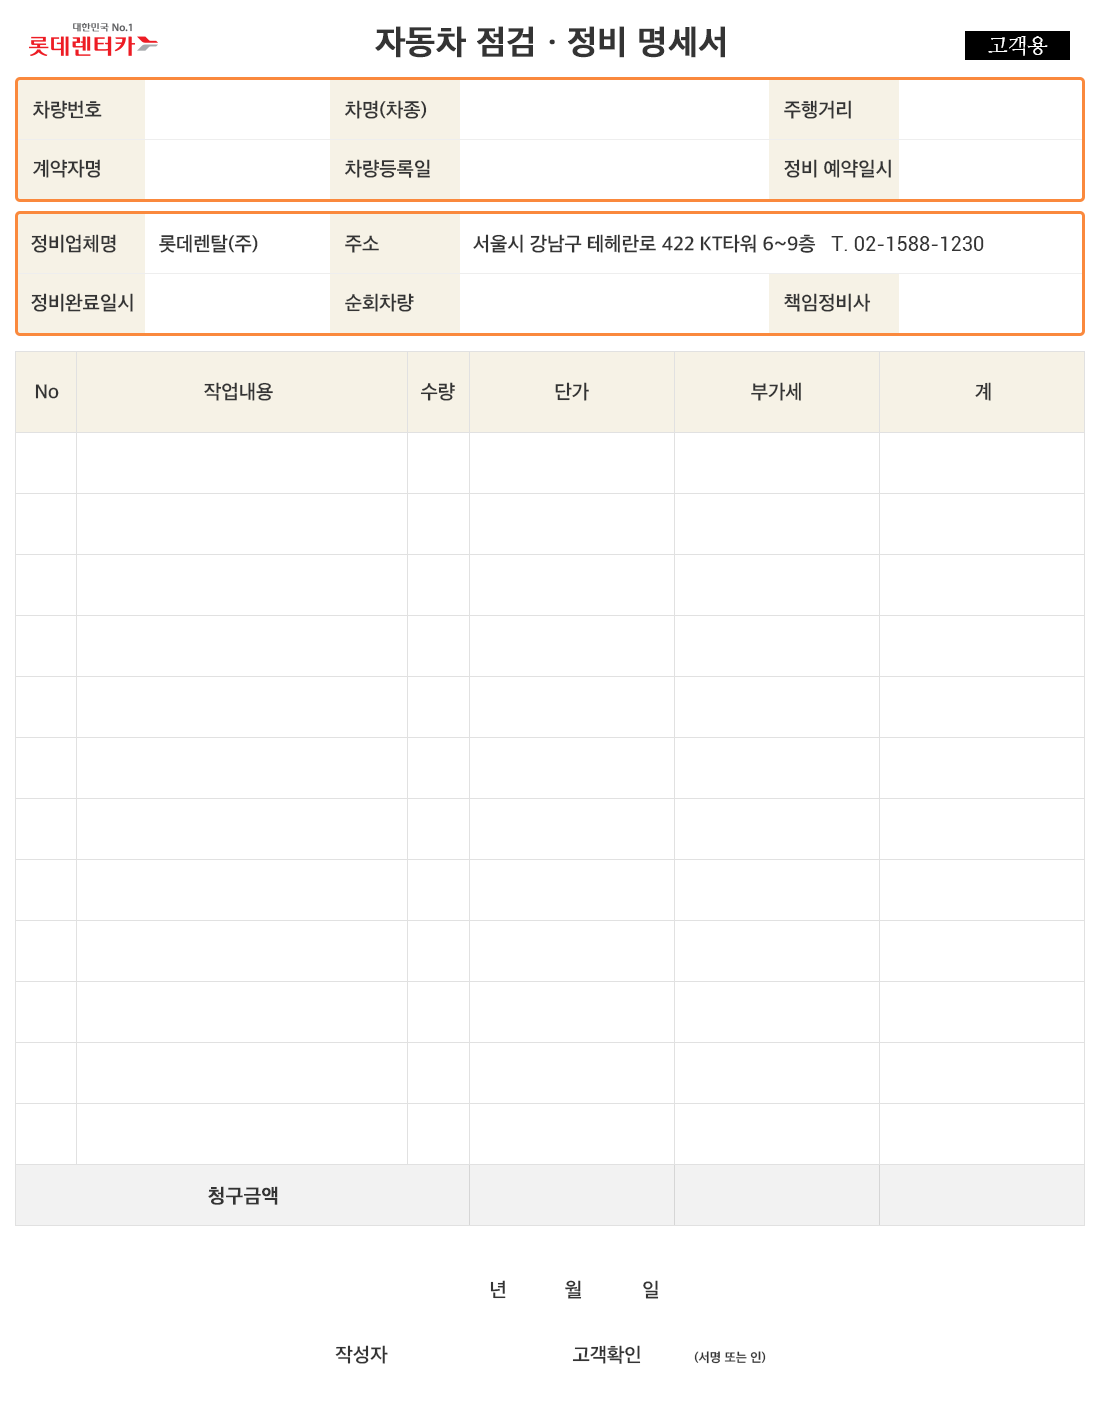 대한민국 No.1
롯데렌터카
자동차 점검 · 정비 명세서
고객용
차량번호 차명(차종) 주행거리
계약자명 차량등록일 정비 예약일시
정비업체명 롯데렌탈(주) 주소 서울시 강남구 테헤란로 422 KT타워 6~9층 T. 02-1588-1230
정비완료일시 순회차량 책임정비사
No 작업내용 수량 단가 부가세 계
청구금액
년 월 일
작성자 고객확인 (서명 또는 인)